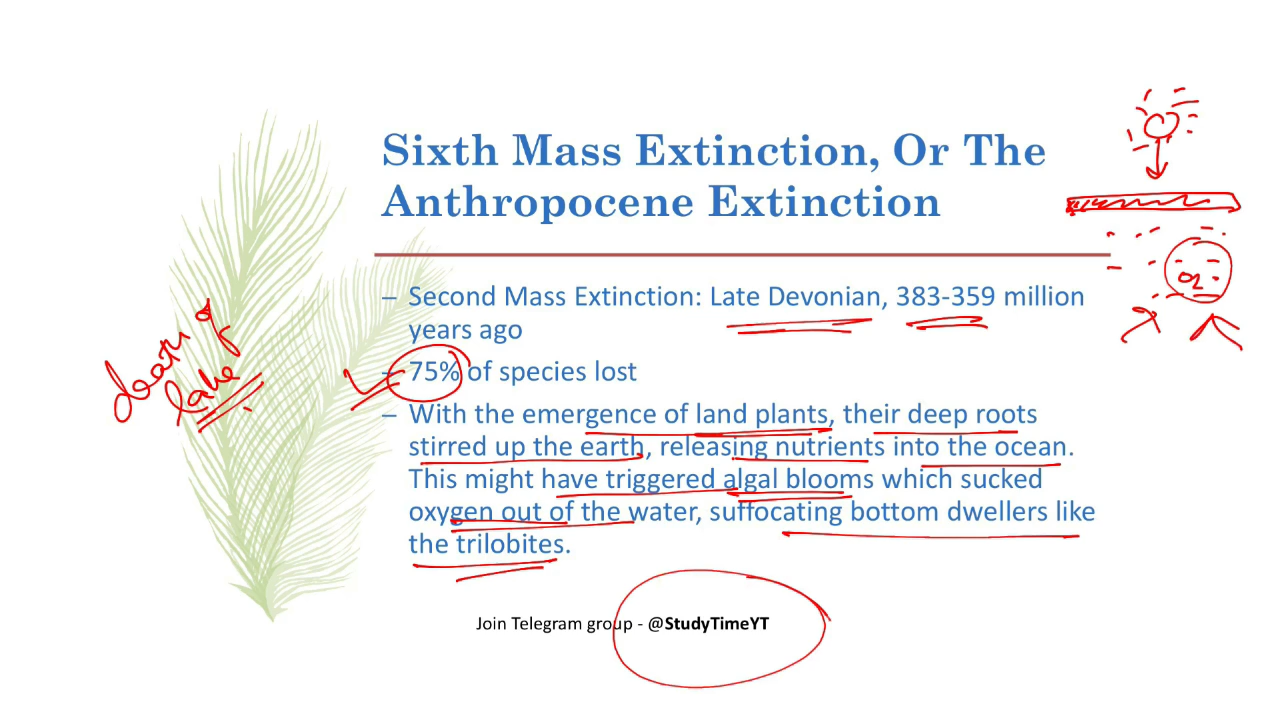 Sixth Mass Extinction, Or The
Anthropocene Extinction
– Second Mass Extinction: Late Devonian, 383-359 million
years ago
– 75% of species lost
– With the emergence of land plants, their deep roots
stirred up the earth, releasing nutrients into the ocean.
This might have triggered algal blooms which sucked
oxygen out of the water, suffocating bottom dwellers like
the trilobites.
death of
lake
O2
Join Telegram group - @StudyTimeYT